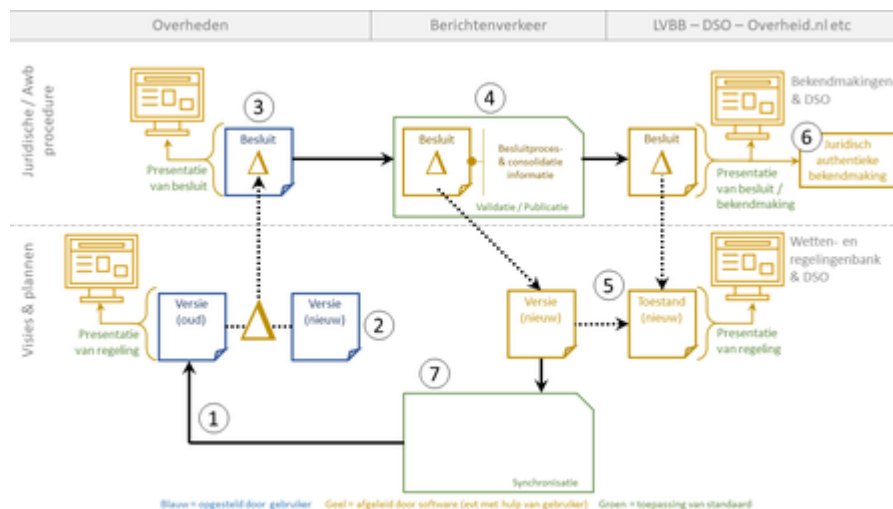 Overheden
Berichtenverkeer
LVBB – DSO – Overheid.nl etc
Juridische / Awb
procedure
Presentatie
van besluit
3
Besluit
4
Besluit
Besluitproces-
& consolidatie
informatie
Validatie / Publicatie
Besluit
Bekendmakingen
& DSO
6
Juridisch
authentieke
bekendmaking
Presentatie
van besluit /
bekendmaking
Visies & plannen
Presentatie
van regeling
Versie
(oud)
Versie
(nieuw)
2
Versie
(nieuw)
5
Toestand
(nieuw)
Wetten- en
regelingenbank
& DSO
Presentatie
van regeling
1
7
Synchronisatie
Blauw = opgesteld door gebruiker
Geel = afgeleid door software (evt met hulp van gebruiker)
Groen = toepassing van standaard